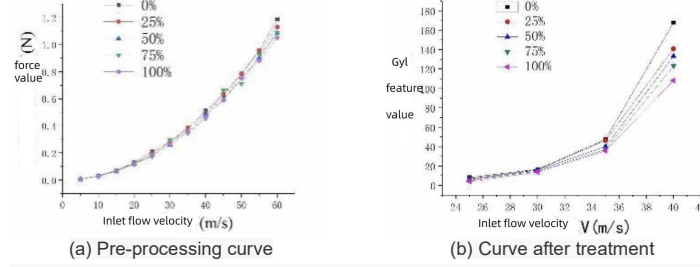 0%
25%
50%
75%
100%
(N)
force
value
1.2
1.0
0.8
0.6
0.4
0.2
0.0
0 10 20 30 40 50 60
Inlet flow velocity (m/s)
(a) Pre-processing curve
0%
25%
50%
75%
100%
Gyl
feature
value
180
160
140
120
100
80
60
40
20
0
24 26 28 30 32 34 36 38 40
Inlet flow velocity V(m/s)
(b) Curve after treatment